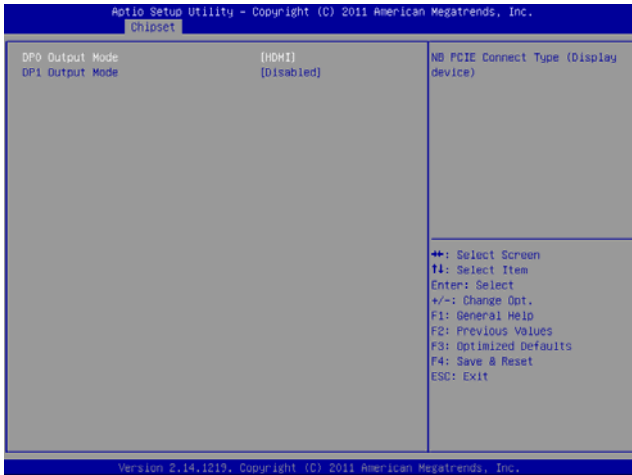 Aptio Setup Utility – Copyright (C) 2011 American Megatrends, Inc.
Chipset
DP0 Output Mode [HDMI]
DP1 Output Mode [Disabled]
NB PCIE Connect Type (Display
device)
→←: Select Screen
↑↓: Select Item
Enter: Select
+/-: Change Opt.
F1: General Help
F2: Previous Values
F3: Optimized Defaults
F4: Save & Reset
ESC: Exit
Version 2.14.1219. Copyright (C) 2011 American Megatrends, Inc.